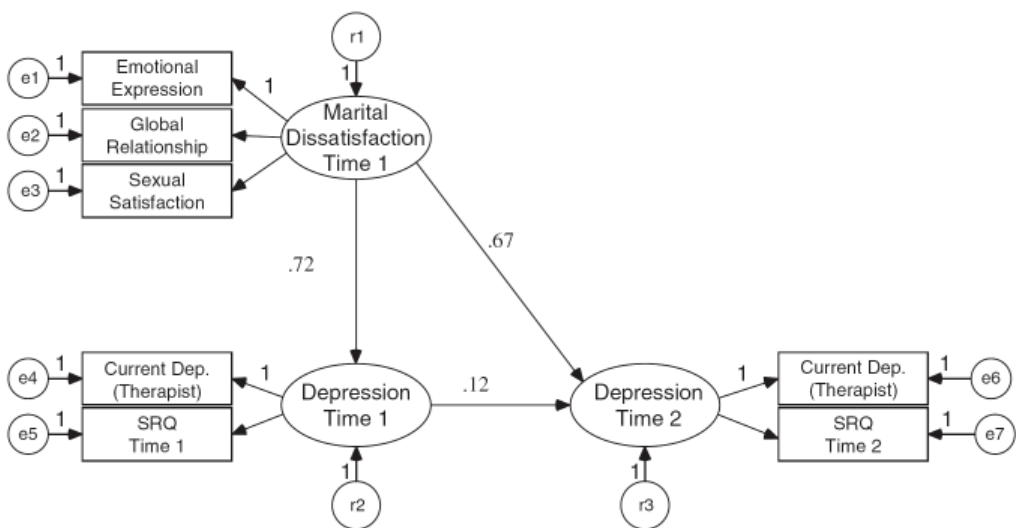 r1
1
e1
1
Emotional
Expression
1
e2
1
Global
Relationship
Marital
Dissatisfaction
Time 1
e3
1
Sexual
Satisfaction
.72
.67
e4
1
Current Dep.
(Therapist)
1
e5
1
SRQ
Time 1
Depression
Time 1
.12
Depression
Time 2
1
Current Dep.
(Therapist)
1
e6
SRQ
Time 2
1
e7
1
r2
1
r3